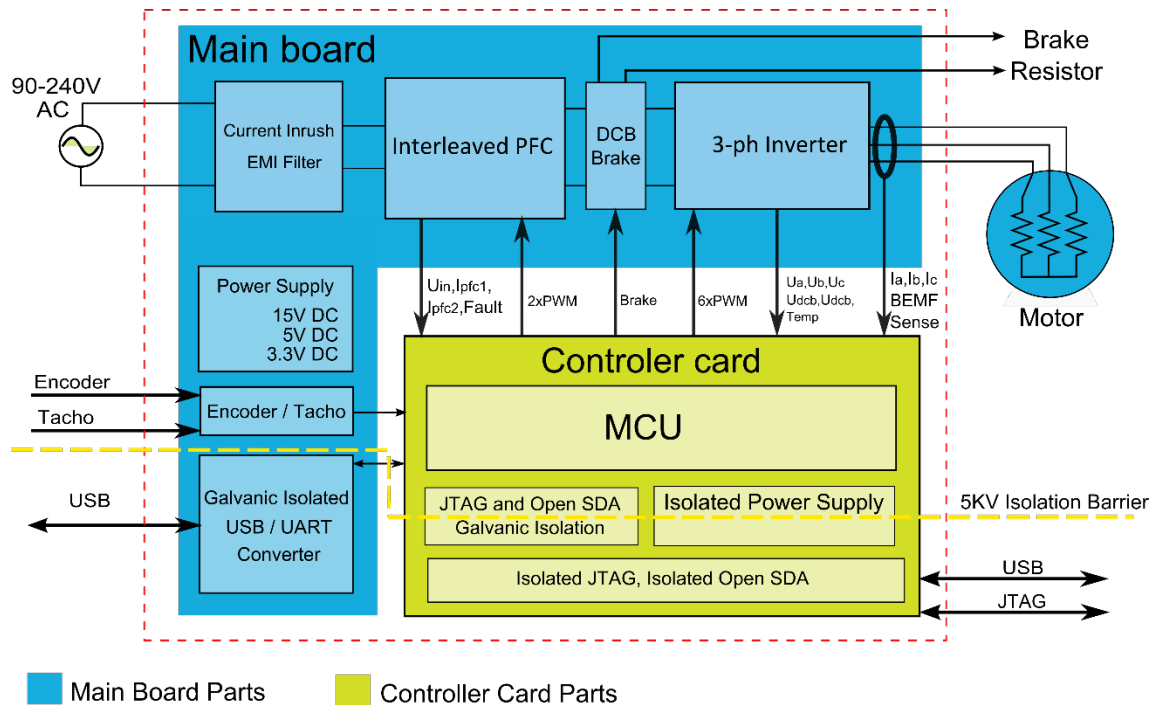 Main board
90-240V
AC
Current Inrush
EMI Filter
Interleaved PFC
DCB
Brake
3-ph Inverter
Brake
Resistor
Motor
Power Supply
15V DC
5V DC
3.3V DC
Uin,Ipfc1,
Ipfc2,Fault
2xPWM
Brake
6xPWM
Ua,Ub,Uc
Udcb,Udcb,
Temp
Ia,Ib,Ic
BEMF
Sense
Controler card
MCU
Encoder
Tacho
Encoder / Tacho
USB
Galvanic Isolated
USB / UART
Converter
JTAG and Open SDA
Galvanic Isolation
Isolated Power Supply
5KV Isolation Barrier
Isolated JTAG, Isolated Open SDA
USB
JTAG
Main Board Parts
Controller Card Parts